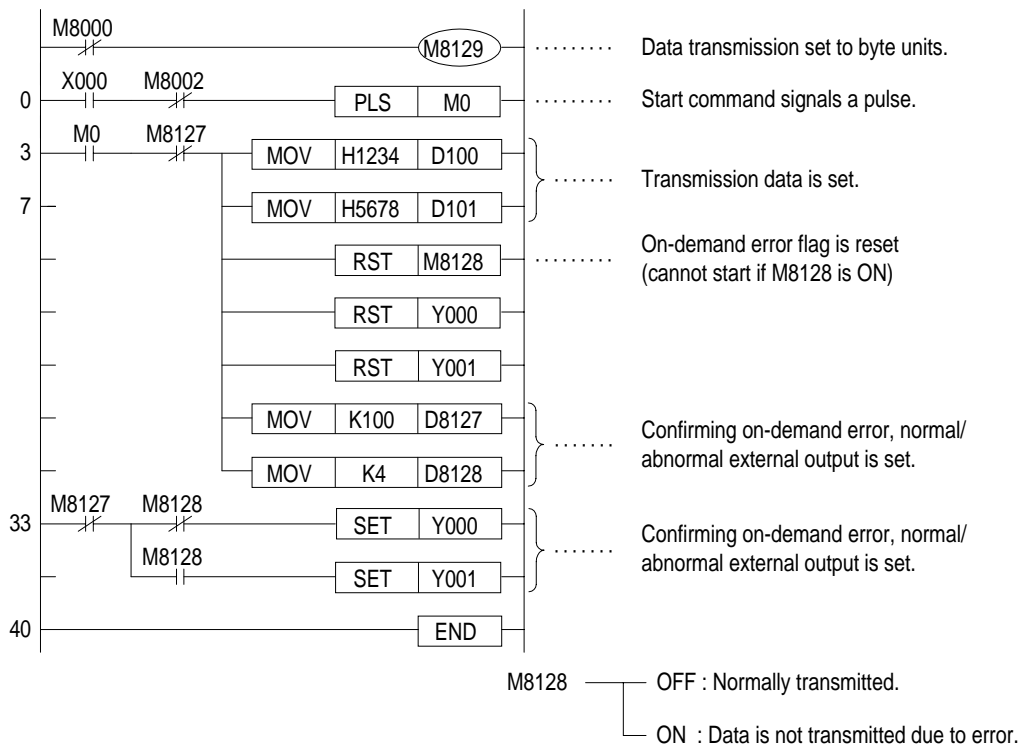 M8000
M8129 ········· Data transmission set to byte units.
X000 M8002
0 PLS M0 ········· Start command signals a pulse.
M0 M8127
3 MOV H1234 D100
······· Transmission data is set.
7 MOV H5678 D101
RST M8128 ········· On-demand error flag is reset
(cannot start if M8128 is ON)
RST Y000
RST Y001
MOV K100 D8127
······· Confirming on-demand error, normal/
abnormal external output is set.
MOV K4 D8128
M8127 M8128
33 SET Y000
······· Confirming on-demand error, normal/
abnormal external output is set.
M8128
SET Y001
40 END
M8128 OFF : Normally transmitted.
ON : Data is not transmitted due to error.